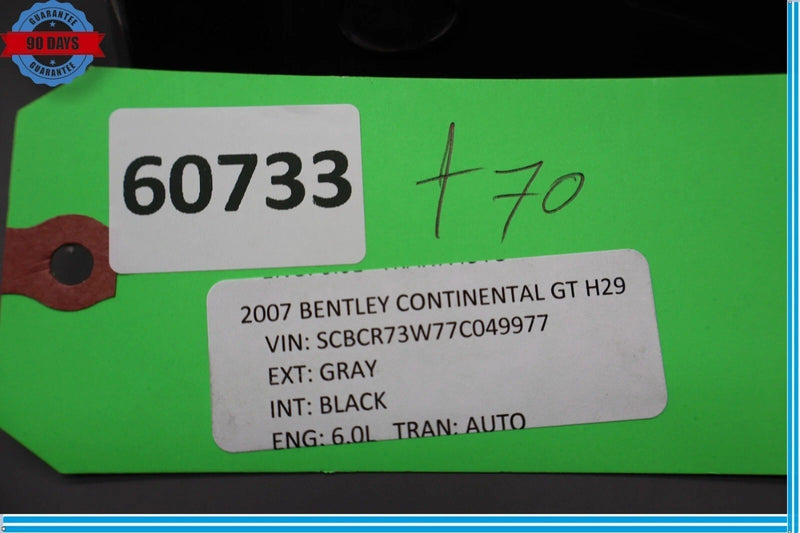 GUARANTEE
90 DAYS
GUARANTEE
60733
t70
2007 BENTLEY CONTINENTAL GT H29
VIN: SCBCR73W77C049977
EXT: GRAY
INT: BLACK
ENG: 6.0L TRAN: AUTO